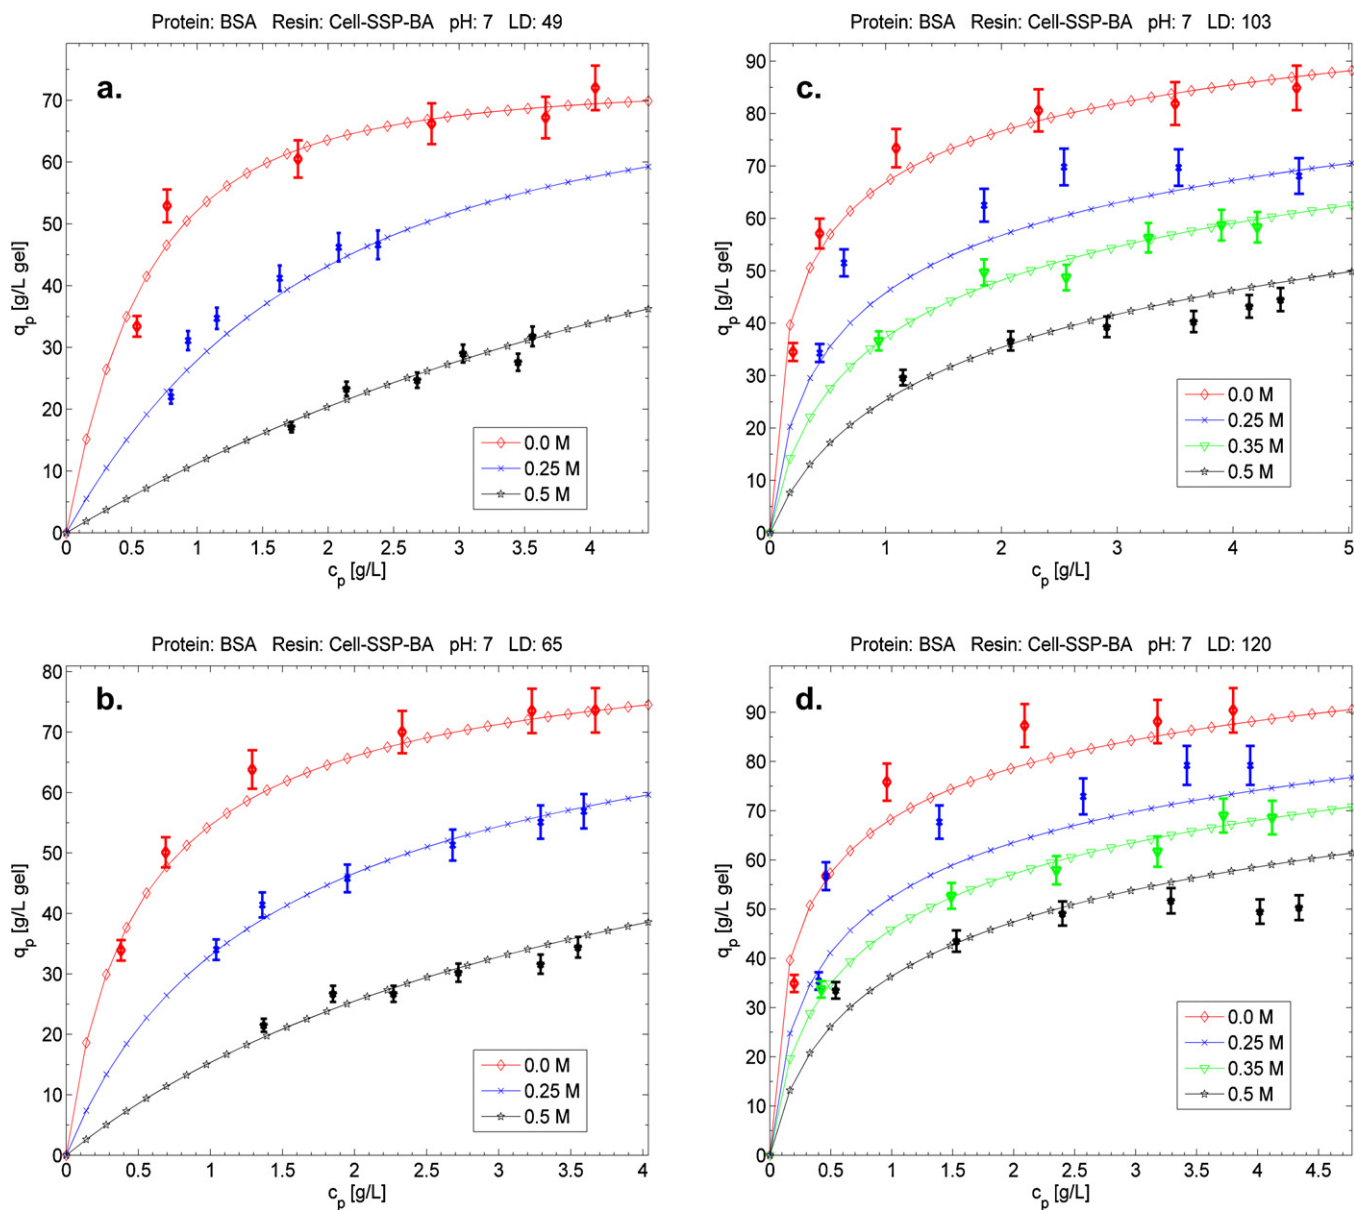 Protein: BSA Resin: Cell-SSP-BA pH: 7 LD: 49
a.
70
60
50
40
30
20
10
0
q_p [g/L gel]
0 0.5 1 1.5 2 2.5 3 3.5 4
c_p [g/L]
0.0 M
0.25 M
0.5 M
Protein: BSA Resin: Cell-SSP-BA pH: 7 LD: 103
c.
90
80
70
60
50
40
30
20
10
0
q_p [g/L gel]
0 1 2 3 4 5
c_p [g/L]
0.0 M
0.25 M
0.35 M
0.5 M
Protein: BSA Resin: Cell-SSP-BA pH: 7 LD: 65
b.
80
70
60
50
40
30
20
10
0
q_p [g/L gel]
0 0.5 1 1.5 2 2.5 3 3.5 4
c_p [g/L]
0.0 M
0.25 M
0.5 M
Protein: BSA Resin: Cell-SSP-BA pH: 7 LD: 120
d.
90
80
70
60
50
40
30
20
10
0
q_p [g/L gel]
0 0.5 1 1.5 2 2.5 3 3.5 4 4.5
c_p [g/L]
0.0 M
0.25 M
0.35 M
0.5 M